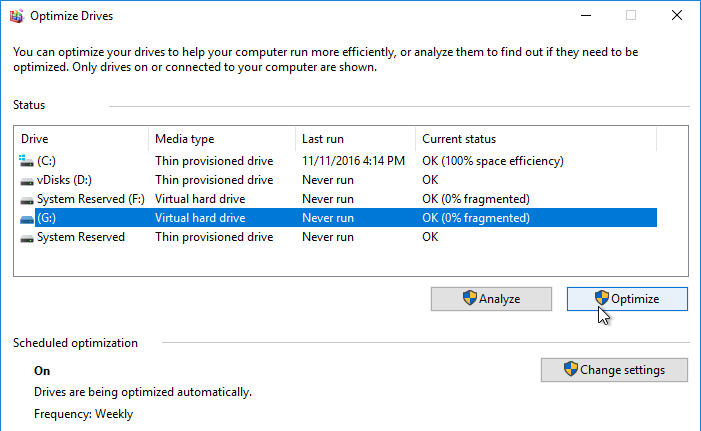 Optimize Drives
You can optimize your drives to help your computer run more efficiently, or analyze them to find out if they need to be
optimized. Only drives on or connected to your computer are shown.
Status
Drive Media type Last run Current status
(C:) Thin provisioned drive 11/11/2016 4:14 PM OK (100% space efficiency)
vDisks (D:) Thin provisioned drive Never run OK
System Reserved (F:) Virtual hard drive Never run OK (0% fragmented)
(G:) Virtual hard drive Never run OK (0% fragmented)
System Reserved Thin provisioned drive Never run OK
Analyze Optimize
Scheduled optimization
On Change settings
Drives are being optimized automatically.
Frequency: Weekly